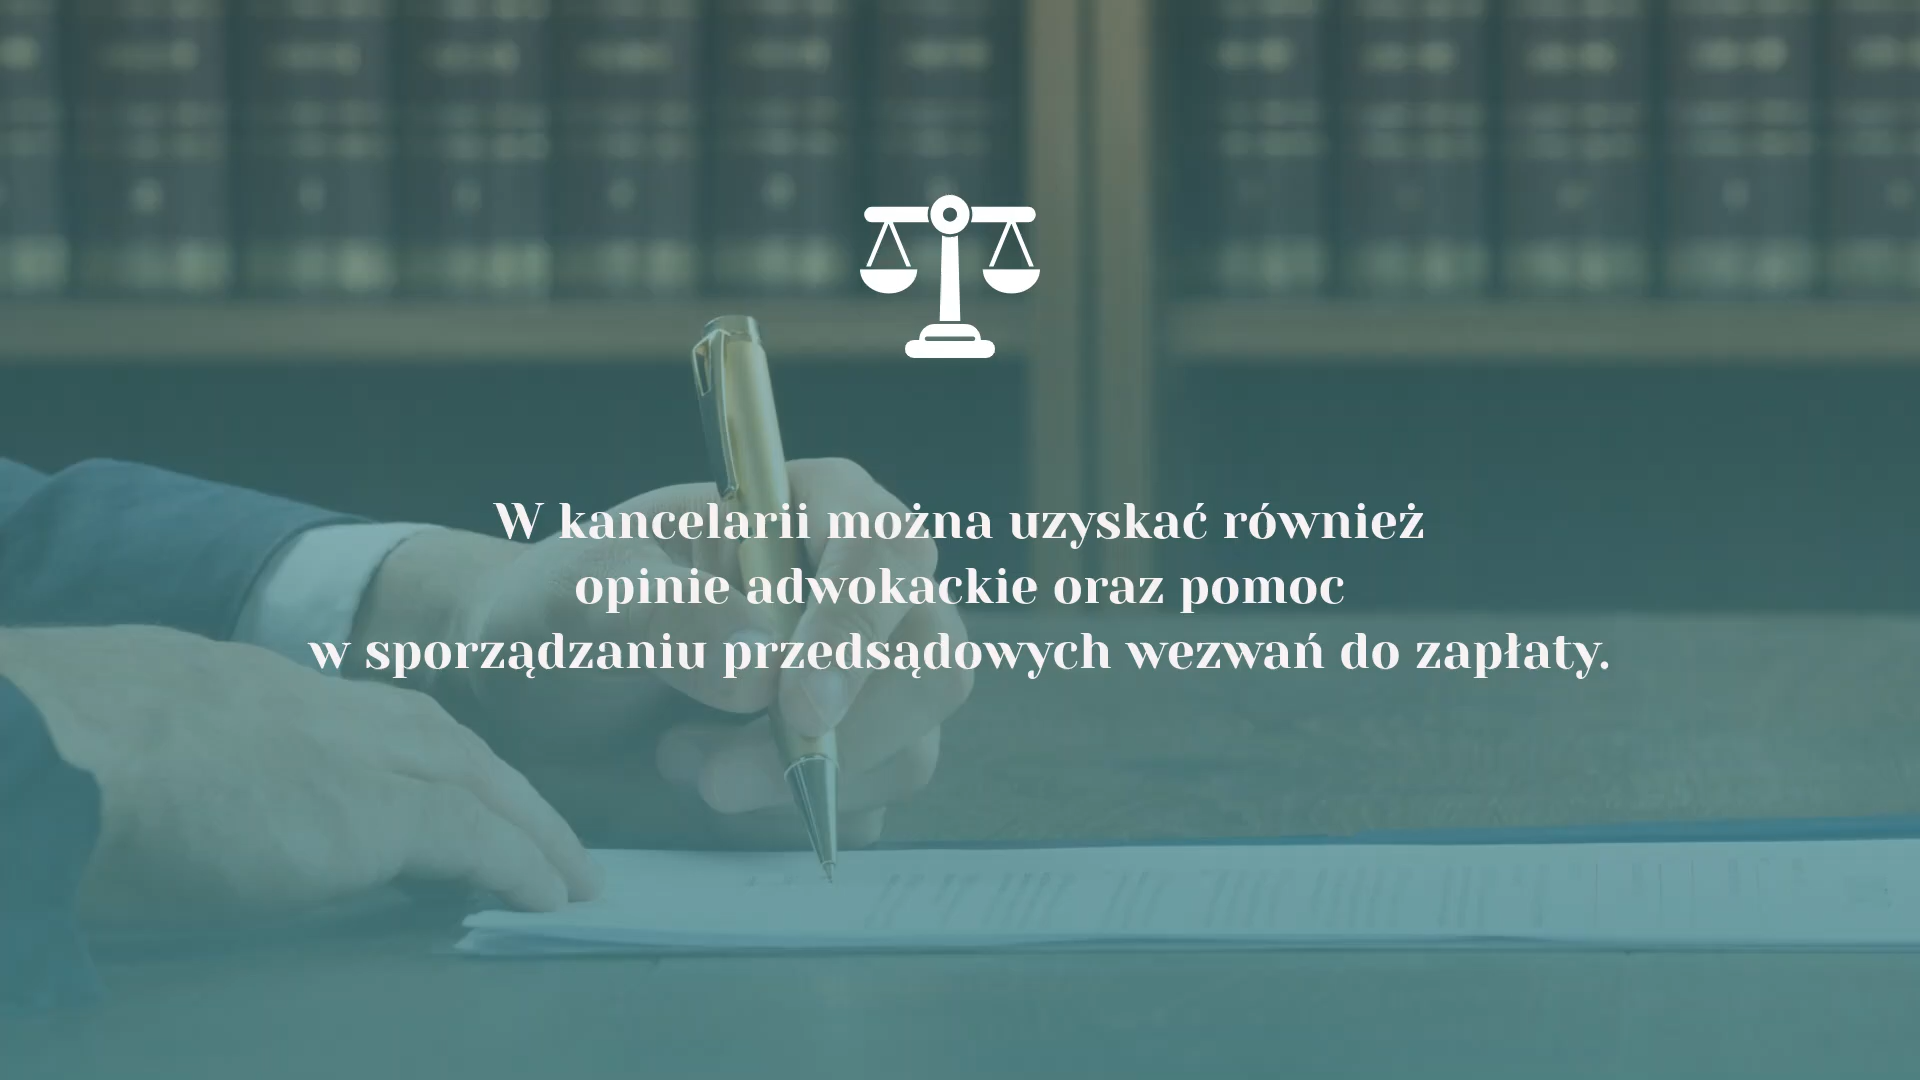 W kancelarii można uzyskać również
opinie adwokackie oraz pomoc
w sporządzaniu przedsądowych wezwań do zapłaty.